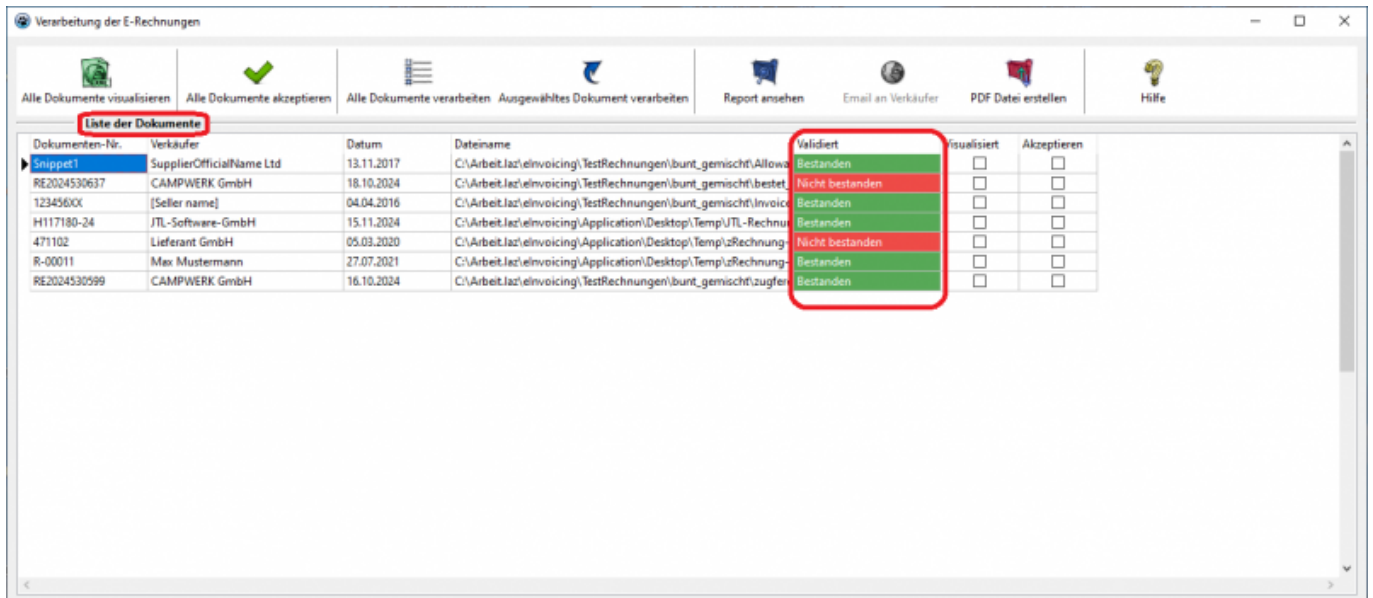 Verarbeitung der E-Rechnungen
Alle Dokumente visualisieren Alle Dokumente akzeptieren Alle Dokumente verarbeiten Ausgewähltes Dokument verarbeiten Report ansehen Email an Verkäufer PDF Datei erstellen Hilfe
Liste der Dokumente
Dokumenten-Nr. Verkäufer Datum Dateiname Validiert Visualisiert Akzeptieren
Snippet1 SupplierOfficialName Ltd 13.11.2017 C:\Arbeit.laz\eInvoicing\TestRechnungen\bunt_gemischt\Allowa Bestanden
RE2024530637 CAMPWERK GmbH 18.10.2024 C:\Arbeit.laz\eInvoicing\TestRechnungen\bunt_gemischt\bestet_ Nicht bestanden
123456XX [Seller name] 04.04.2016 C:\Arbeit.laz\eInvoicing\TestRechnungen\bunt_gemischt\Invoice Bestanden
H117180-24 JTL-Software-GmbH 15.11.2024 C:\Arbeit.laz\eInvoicing\Application\Desktop\Temp\JTL-Rechnu Bestanden
471102 Lieferant GmbH 05.03.2020 C:\Arbeit.laz\eInvoicing\Application\Desktop\Temp\zRechnung- Nicht bestanden
R-00011 Max Mustermann 27.07.2021 C:\Arbeit.laz\eInvoicing\Application\Desktop\Temp\zRechnung- Bestanden
RE2024530599 CAMPWERK GmbH 16.10.2024 C:\Arbeit.laz\eInvoicing\TestRechnungen\bunt_gemischt\zugfer Bestanden